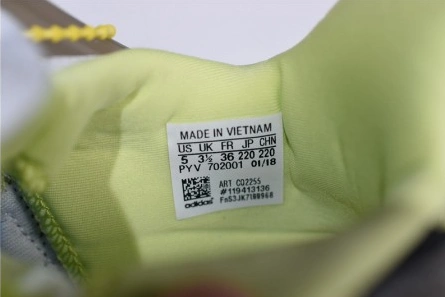 MADE IN VIETNAM
US UK FR JP CHN
5 3½ 36 220 220
PYV 702001 01/18
ART CQ2255
#119413136
adidas